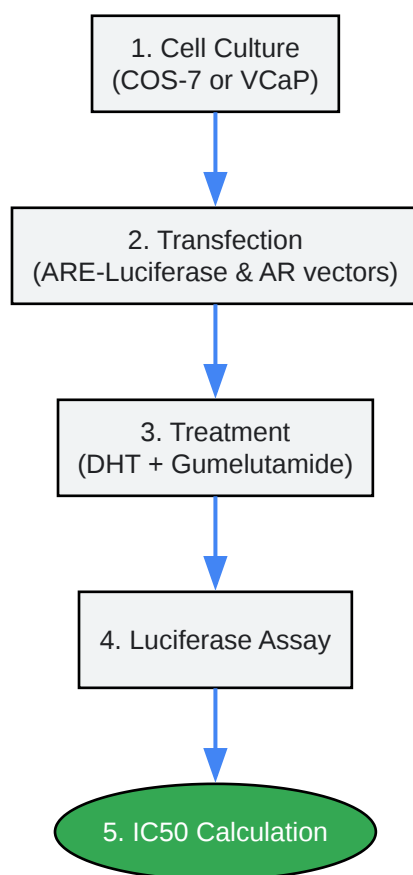 1. Cell Culture
(COS-7 or VCaP)
2. Transfection
(ARE-Luciferase & AR vectors)
3. Treatment
(DHT + Gumelutamide)
4. Luciferase Assay
5. IC50 Calculation